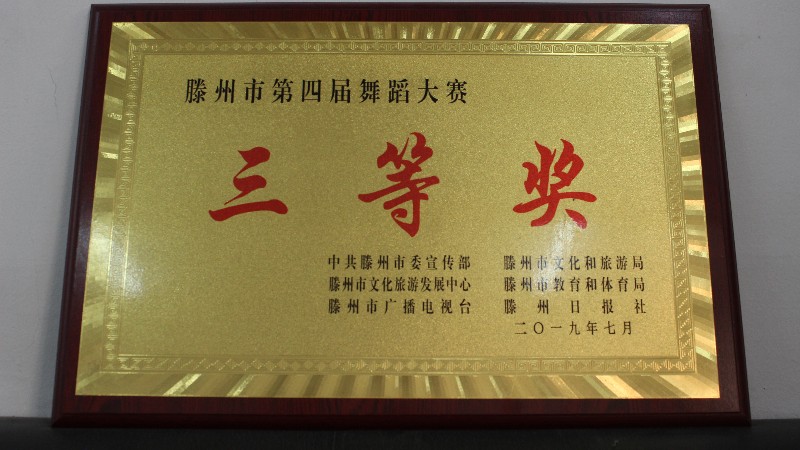 滕州市第四届舞蹈大赛
三等奖
中共滕州市委宣传部 滕州市文化和旅游局
滕州市文化旅游发展中心 滕州市教育和体育局
滕州市广播电视台 滕州日报社
二〇一九年七月